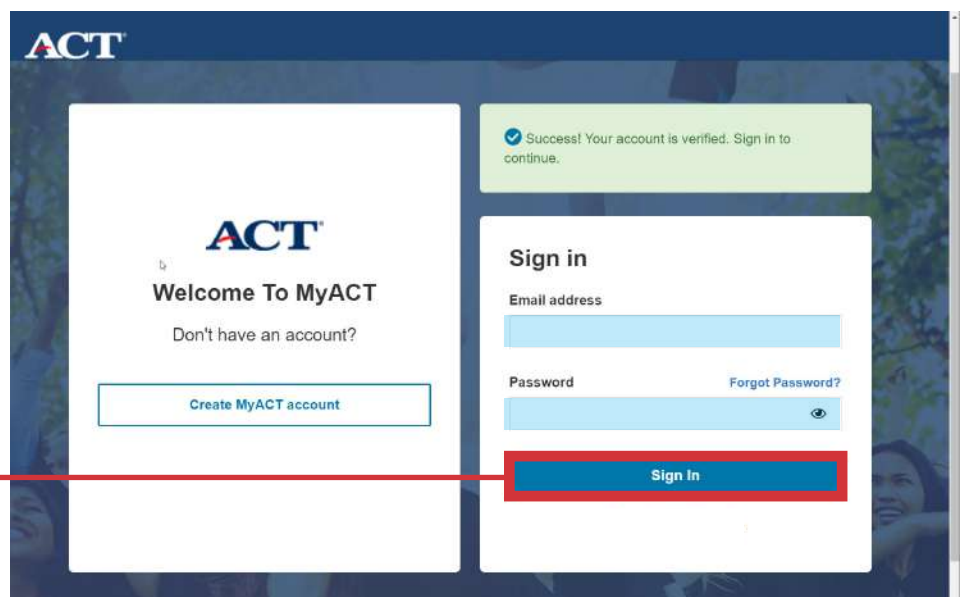 ACT
ACT
Welcome To MyACT
Don't have an account?
Create MyACT account
Success! Your account is verified. Sign in to
continue.
Sign in
Email address
Password
Forgot Password?
Sign In